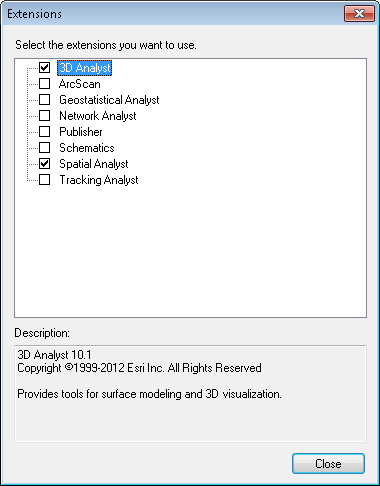 Extensions
Select the extensions you want to use.
3D Analyst
ArcScan
Geostatistical Analyst
Network Analyst
Publisher
Schematics
Spatial Analyst
Tracking Analyst
Description:
3D Analyst 10.1
Copyright ©1999-2012 Esri Inc. All Rights Reserved
Provides tools for surface modeling and 3D visualization.
Close